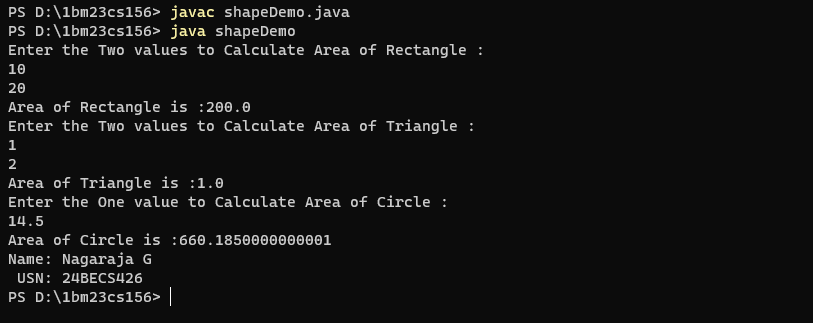 PS D:\1bm23cs156> javac shapeDemo.java
PS D:\1bm23cs156> java shapeDemo
Enter the Two values to Calculate Area of Rectangle :
10
20
Area of Rectangle is :200.0
Enter the Two values to Calculate Area of Triangle :
1
2
Area of Triangle is :1.0
Enter the One value to Calculate Area of Circle :
14.5
Area of Circle is :660.1850000000001
Name: Nagaraja G
 USN: 24BECS426
PS D:\1bm23cs156>